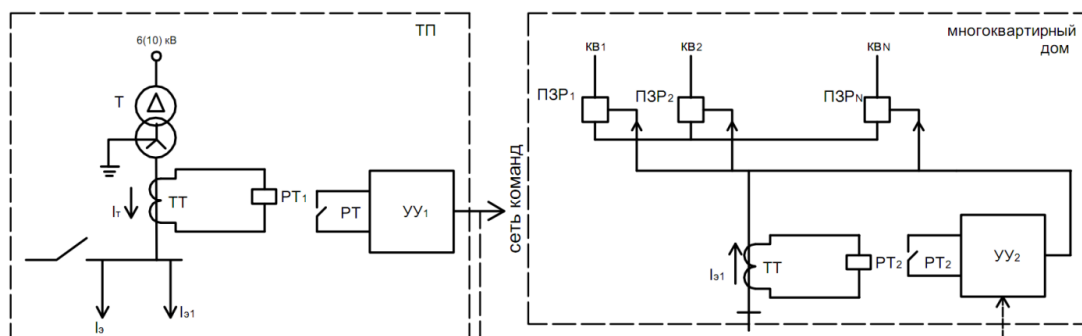 ТП
6(10) кВ
Т
Iт
ТТ
РТ1
РТ
УУ1
Iэ
Iэ1
сеть команд
многоквартирный
дом
КВ1
КВ2
КВN
ПЗР1
ПЗР2
ПЗРN
Iэ1
ТТ
РТ2
РТ2
УУ2